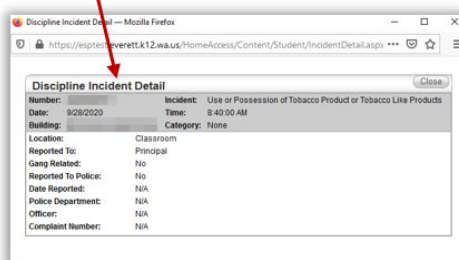 Discipline Incident Detail — Mozilla Firefox
https://esptest.everett.k12.wa.us/HomeAccess/Content/Student/IncidentDetail.aspx
Discipline Incident Detail Close
Number: Incident: Use or Possession of Tobacco Product or Tobacco Like Products
Date: 9/28/2020 Time: 8:40:00 AM
Building: Category: None
Location: Classroom
Reported To: Principal
Gang Related: No
Reported To Police: No
Date Reported: N/A
Police Department: N/A
Officer: N/A
Complaint Number: N/A